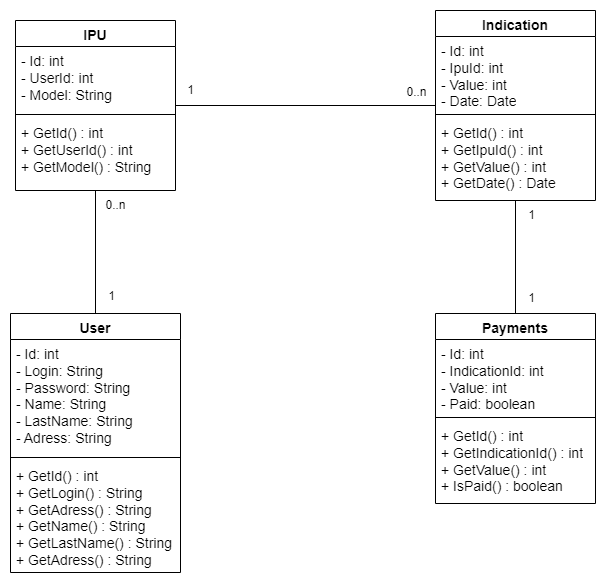 IPU
- Id: int
- UserId: int
- Model: String
+ GetId() : int
+ GetUserId() : int
+ GetModel() : String
1
0..n
Indication
- Id: int
- IpuId: int
- Value: int
- Date: Date
+ GetId() : int
+ GetIpuId() : int
+ GetValue() : int
+ GetDate() : Date
0..n
1
1
1
User
- Id: int
- Login: String
- Password: String
- Name: String
- LastName: String
- Adress: String
+ GetId() : int
+ GetLogin() : String
+ GetAdress() : String
+ GetName() : String
+ GetLastName() : String
+ GetAdress() : String
Payments
- Id: int
- IndicationId: int
- Value: int
- Paid: boolean
+ GetId() : int
+ GetIndicationId() : int
+ GetValue() : int
+ IsPaid() : boolean